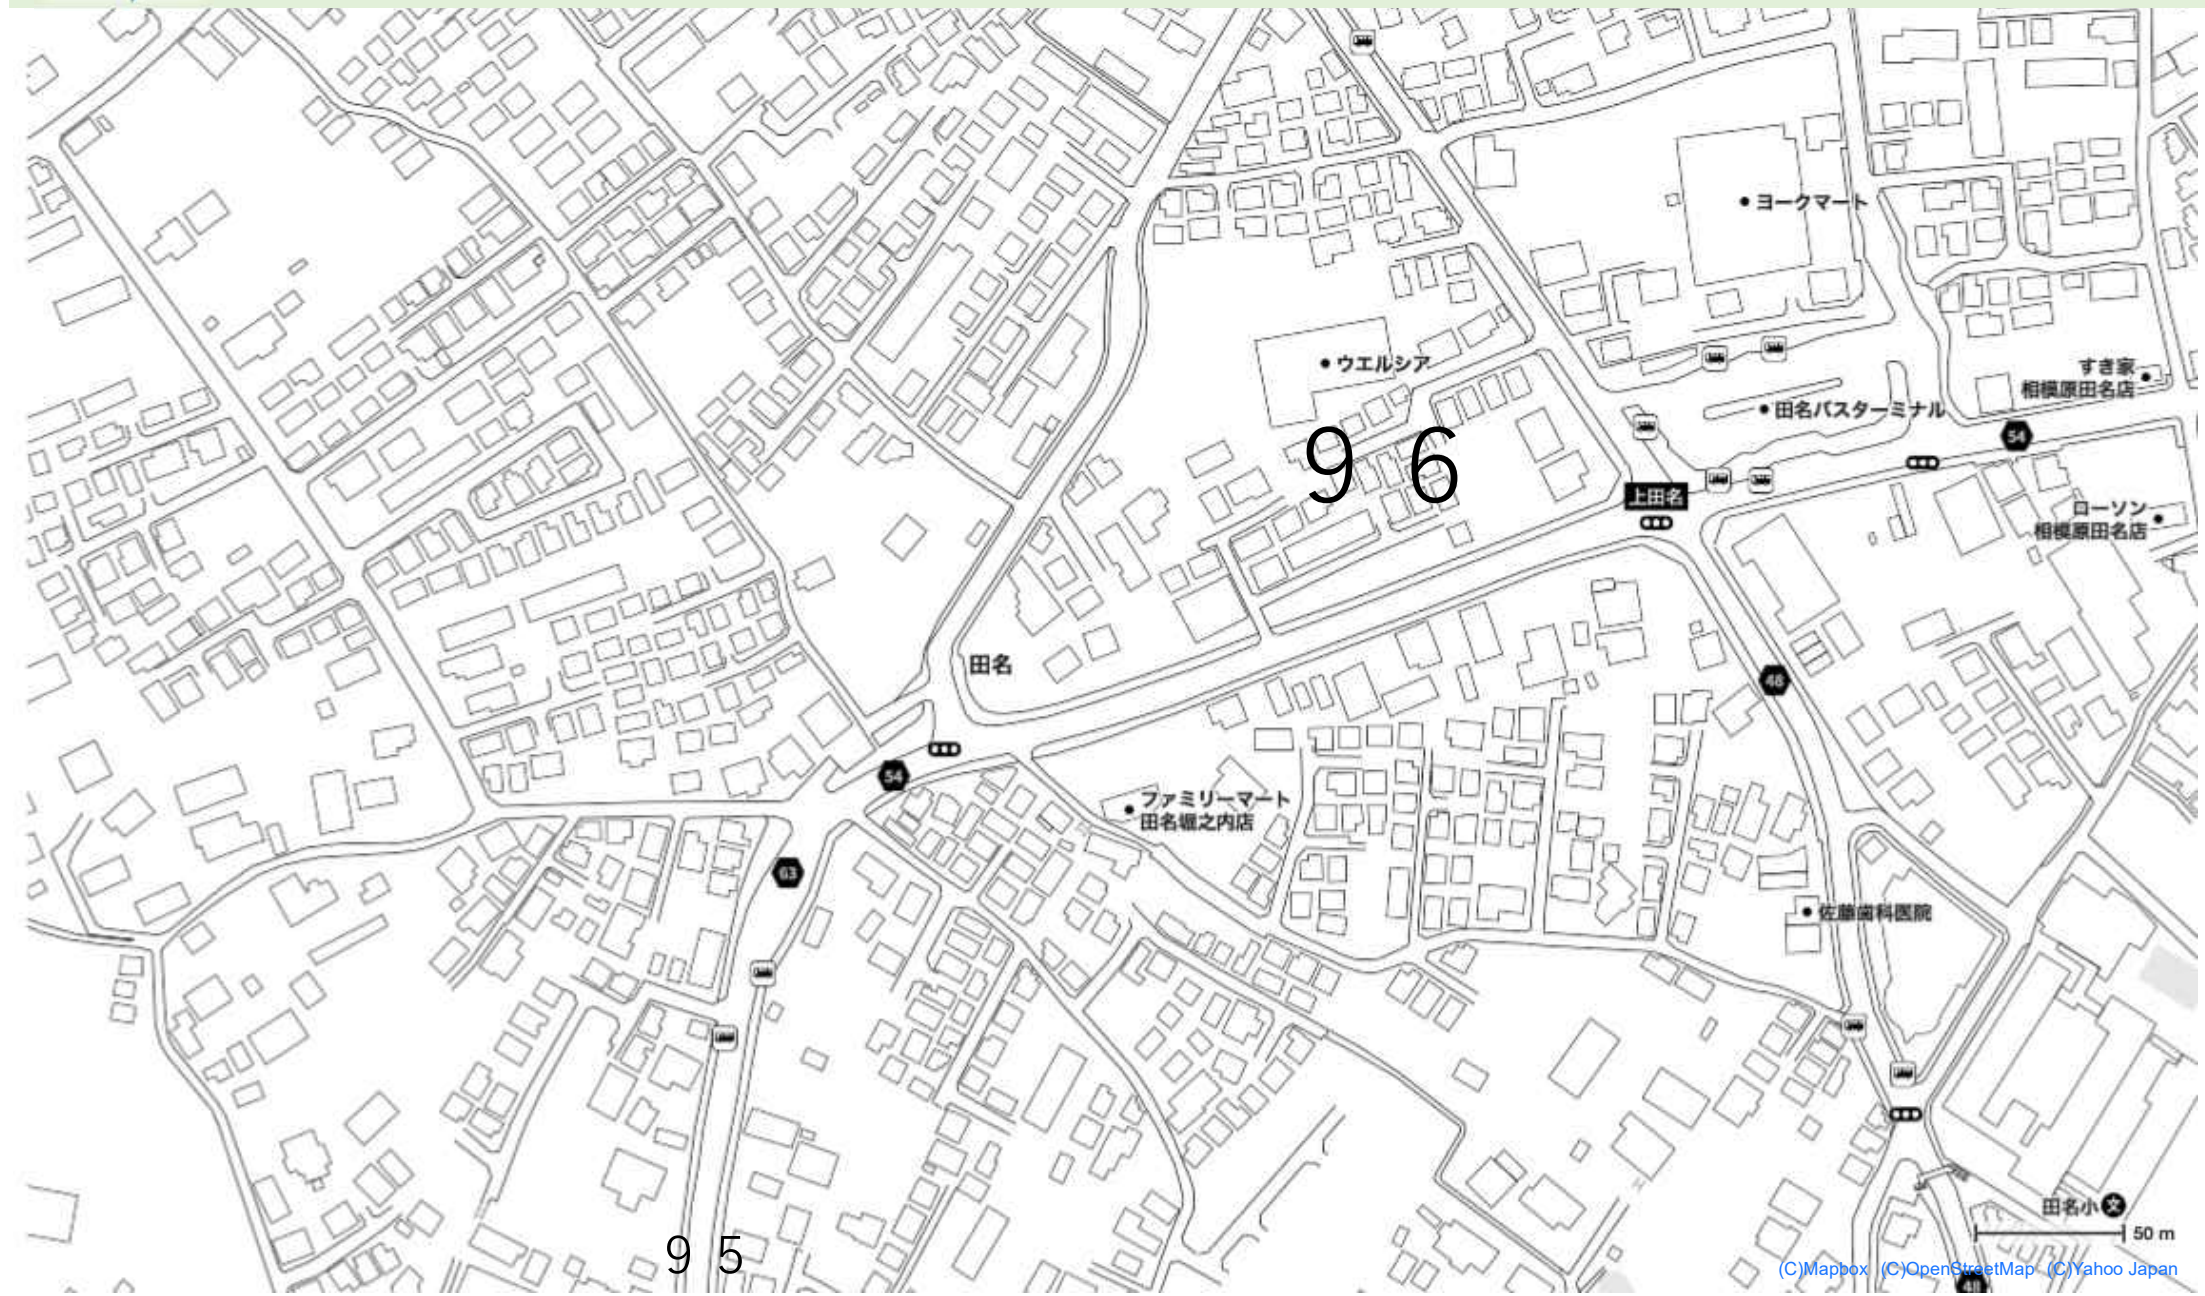 ヨークマート
ウエルシア
すき家
相模原田名店
田名バスターミナル
54
96
上田名
ローソン
相模原田名店
田名
48
54
ファミリーマート
田名堀之内店
63
佐藤歯科医院
田名小
文
50 m
95
(C)Mapbox (C)OpenStreetMap (C)Yahoo Japan
48